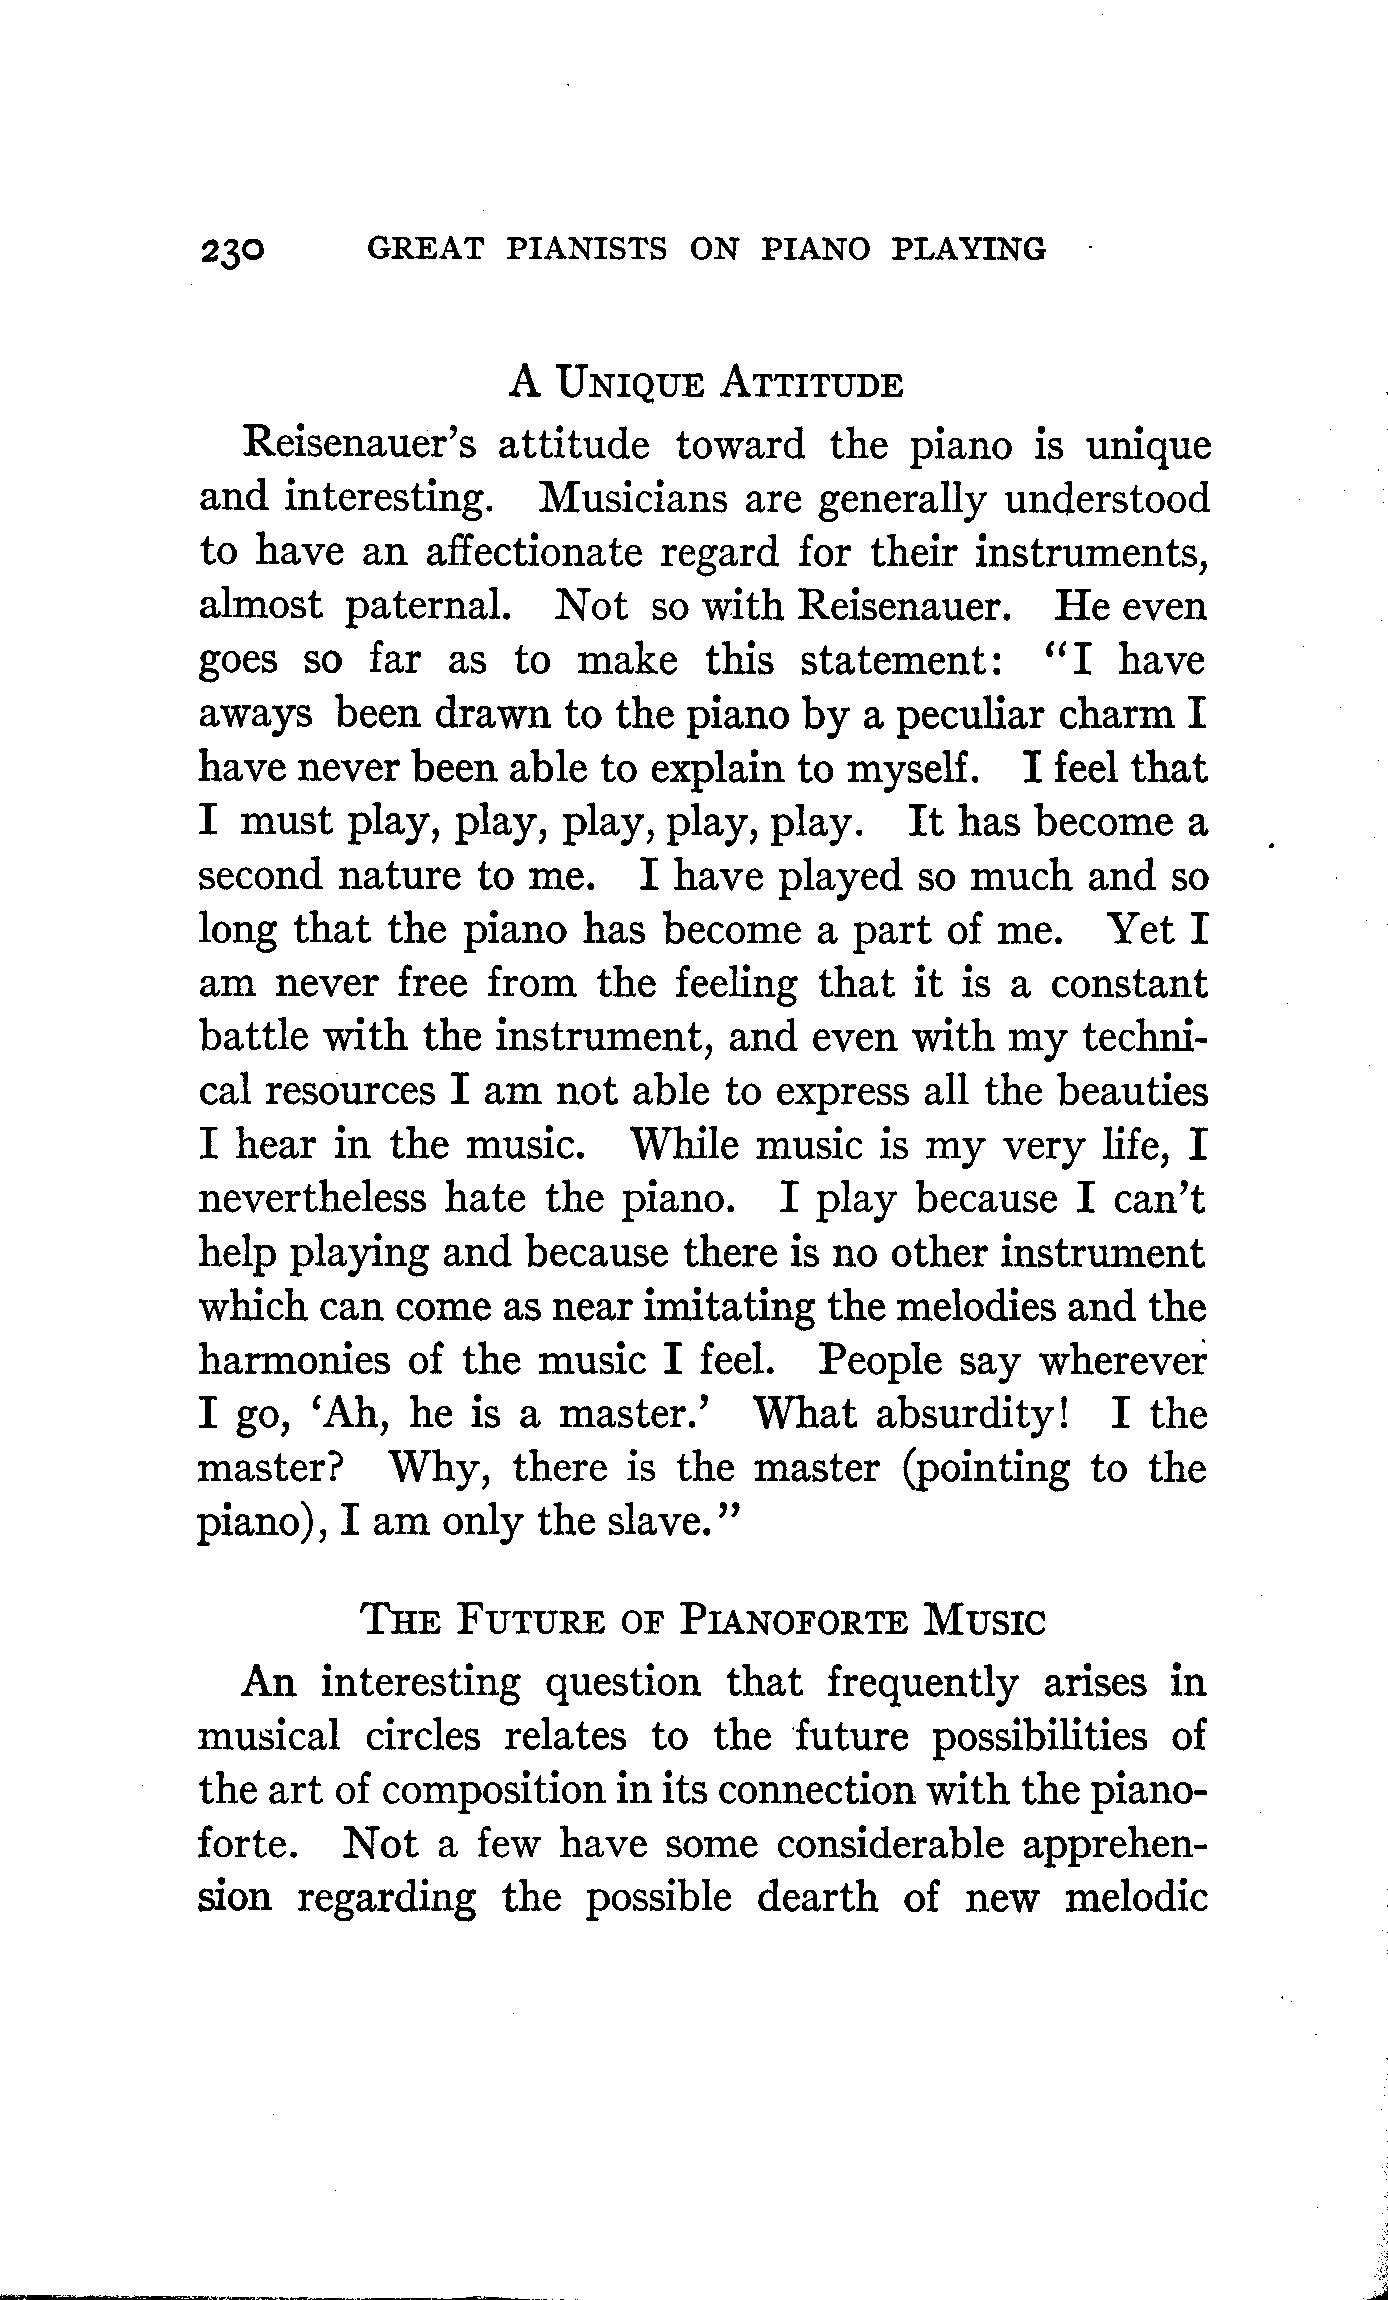 230 GREAT PIANISTS ON PIANO PLAYING
A UNIQUE ATTITUDE
Reisenauer's attitude toward the piano is unique
and interesting. Musicians are generally understood
to have an affectionate regard for their instruments,
almost paternal. Not so with Reisenauer. He even
goes so far as to make this statement: "I have
aways been drawn to the piano by a peculiar charm I
have never been able to explain to myself. I feel that
I must play, play, play, play, play. It has become a
second nature to me. I have played so much and so
long that the piano has become a part of me. Yet I
am never free from the feeling that it is a constant
battle with the instrument, and even with my techni-
cal resources I am not able to express all the beauties
I hear in the music. While music is my very life, I
nevertheless hate the piano. I play because I can't
help playing and because there is no other instrument
which can come as near imitating the melodies and the
harmonies of the music I feel. People say wherever
I go, 'Ah, he is a master.' What absurdity! I the
master? Why, there is the master (pointing to the
piano), I am only the slave."
THE FUTURE OF PIANOFORTE MUSIC
An interesting question that frequently arises in
musical circles relates to the future possibilities of
the art of composition in its connection with the piano-
forte. Not a few have some considerable apprehen-
sion regarding the possible dearth of new melodic